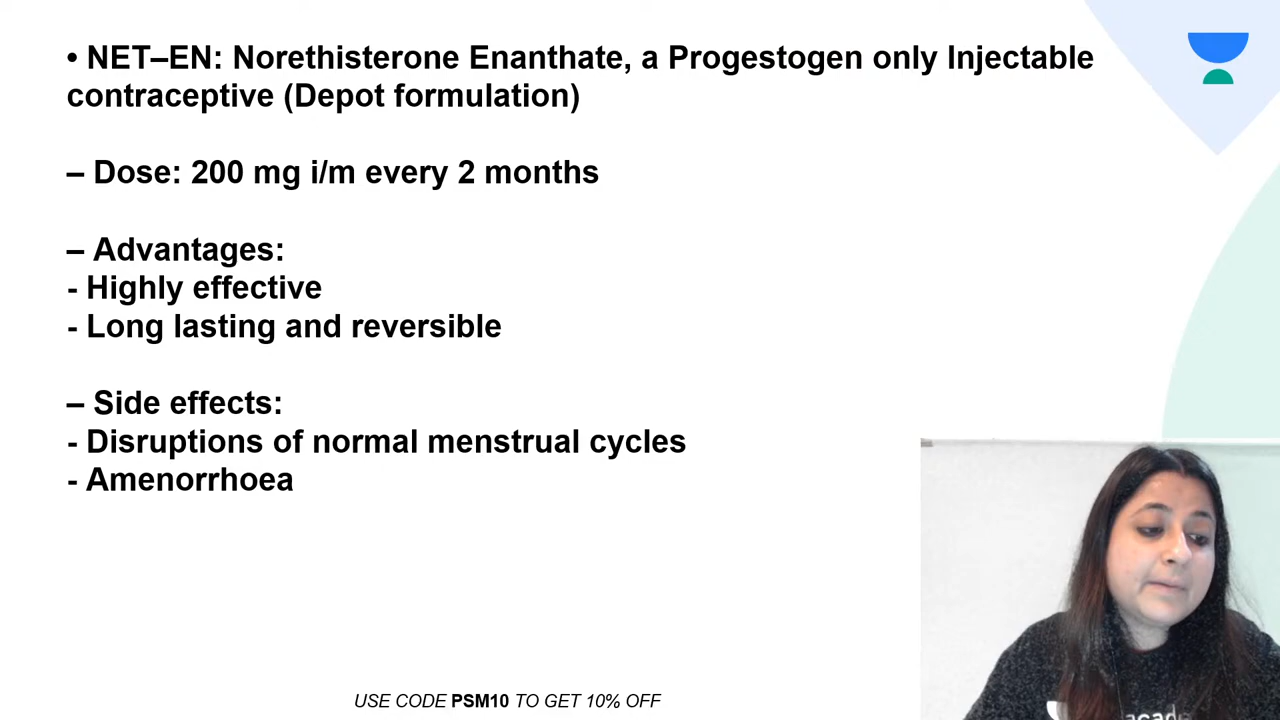 • NET–EN: Norethisterone Enanthate, a Progestogen only Injectable
contraceptive (Depot formulation)
– Dose: 200 mg i/m every 2 months
– Advantages:
- Highly effective
- Long lasting and reversible
– Side effects:
- Disruptions of normal menstrual cycles
- Amenorrhoea
USE CODE PSM10 TO GET 10% OFF